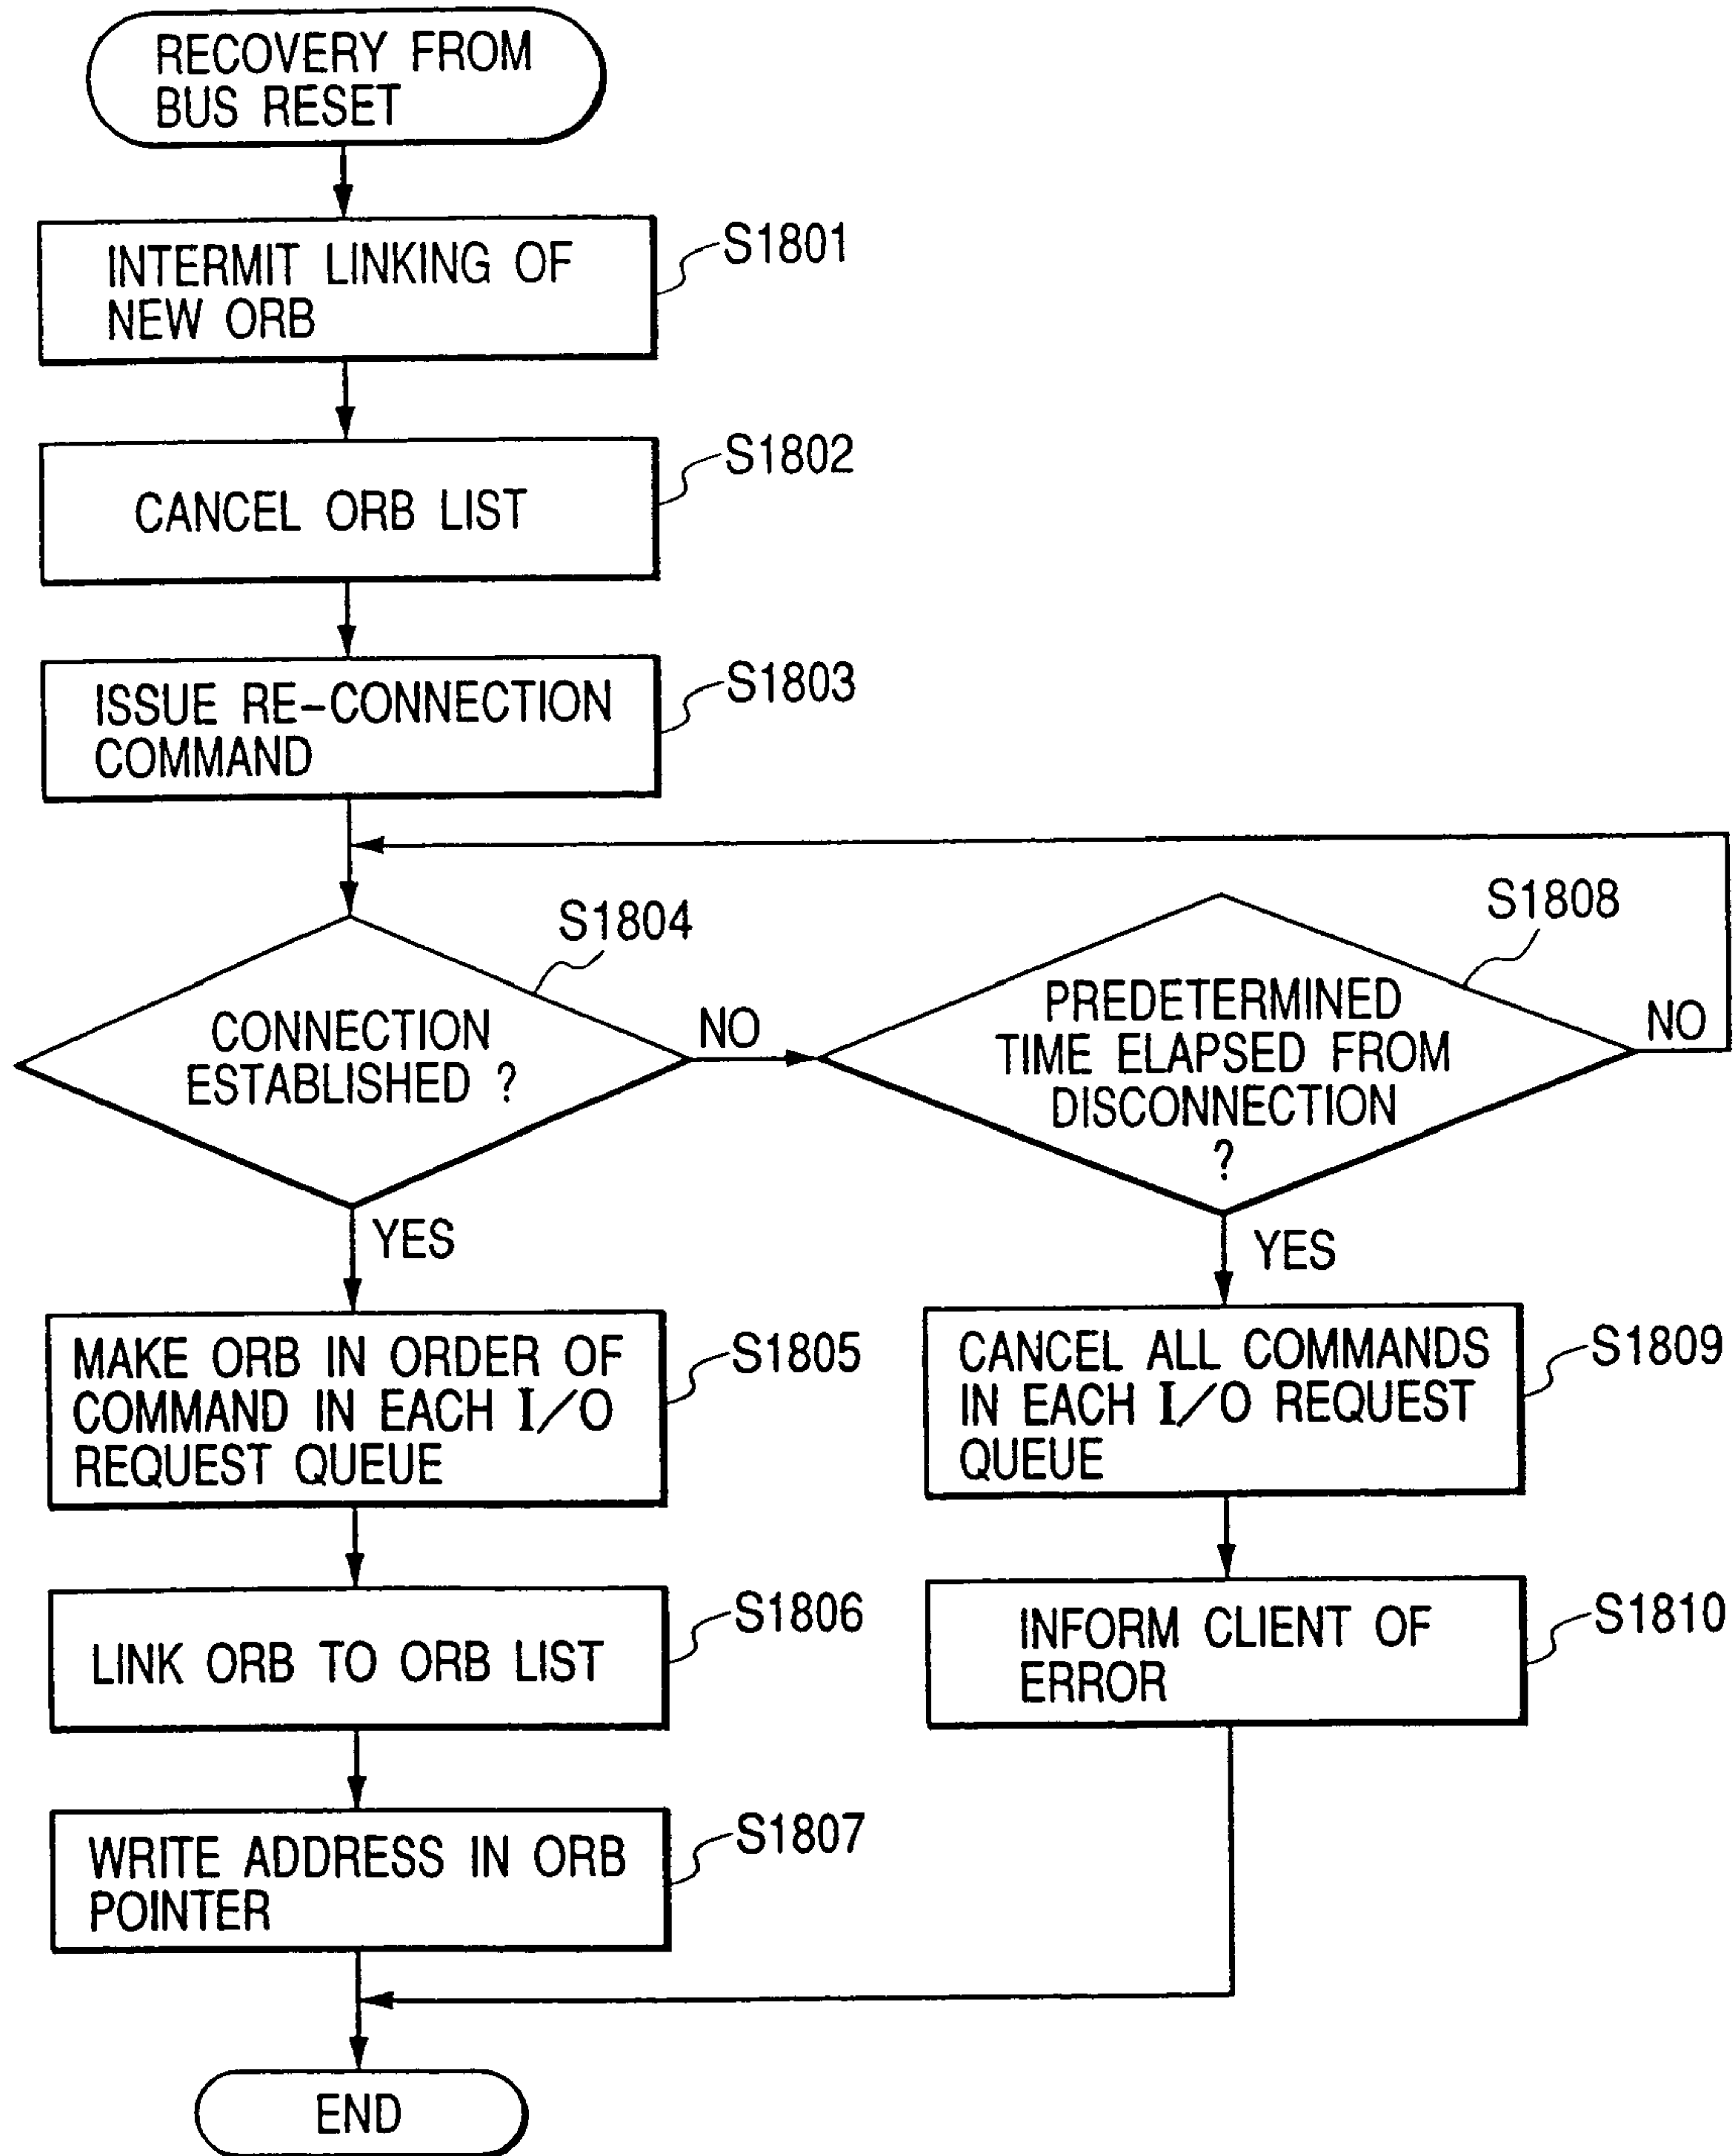 RECOVERY FROM
BUS RESET
INTERMIT LINKING OF
NEW ORB
S1801
CANCEL ORB LIST
S1802
ISSUE RE-CONNECTION
COMMAND
S1803
CONNECTION
ESTABLISHED ?
S1804
NO
YES
PREDETERMINED
TIME ELAPSED FROM
DISCONNECTION
?
S1808
NO
YES
MAKE ORB IN ORDER OF
COMMAND IN EACH I/O
REQUEST QUEUE
S1805
CANCEL ALL COMMANDS
IN EACH I/O REQUEST
QUEUE
S1809
LINK ORB TO ORB LIST
S1806
INFORM CLIENT OF
ERROR
S1810
WRITE ADDRESS IN ORB
POINTER
S1807
END